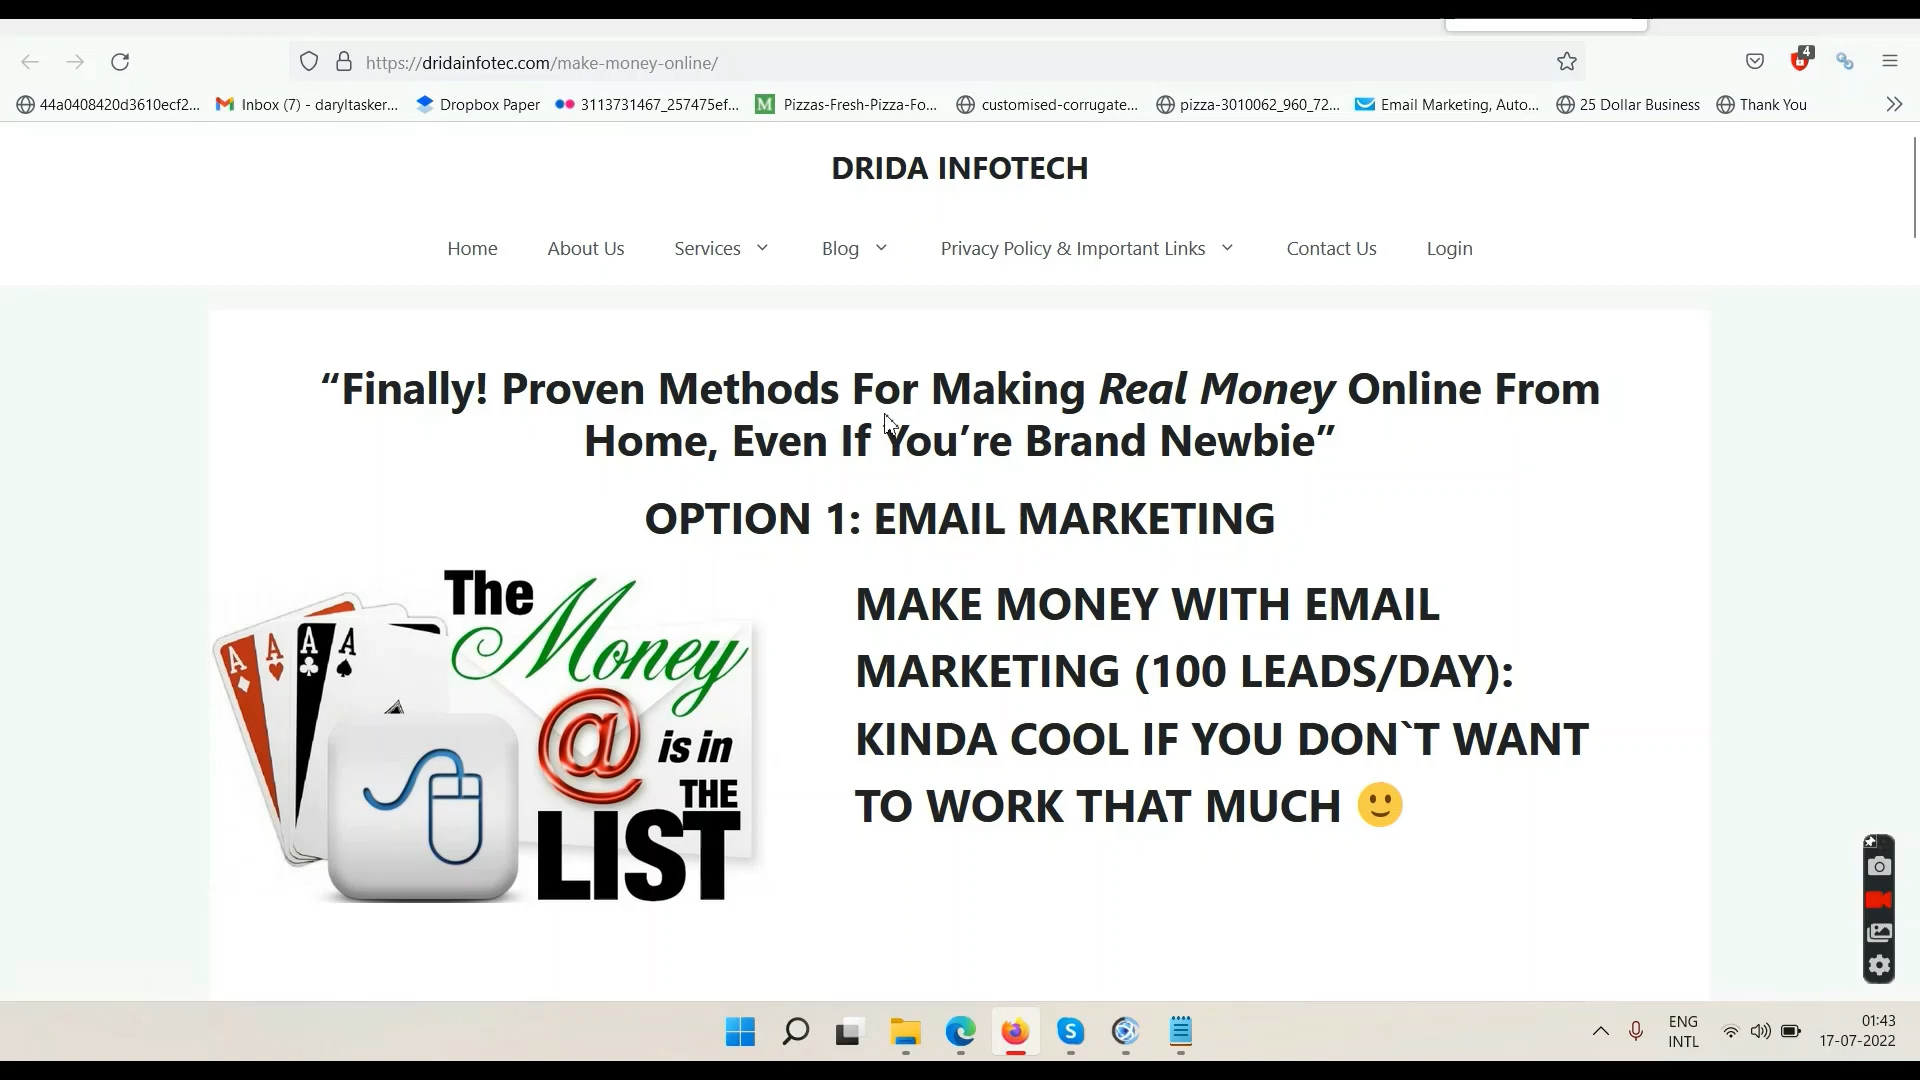 https://dridainfotec.com/make-money-online/
4
44a0408420d3610ecf2... Inbox (7) - daryltasker... Dropbox Paper 3113731467_257475ef... M Pizzas-Fresh-Pizza-Fo... customised-corrugate... pizza-3010062_960_72... Email Marketing, Auto... 25 Dollar Business Thank You
DRIDA INFOTECH
Home About Us Services Blog Privacy Policy & Important Links Contact Us Login
“Finally! Proven Methods For Making Real Money Online From
Home, Even If You’re Brand Newbie”
OPTION 1: EMAIL MARKETING
The
Money
@ is in
THE
LIST
A A A A
MAKE MONEY WITH EMAIL
MARKETING (100 LEADS/DAY):
KINDA COOL IF YOU DON`T WANT
TO WORK THAT MUCH 🙂
S
ENG
INTL
01:43
17-07-2022